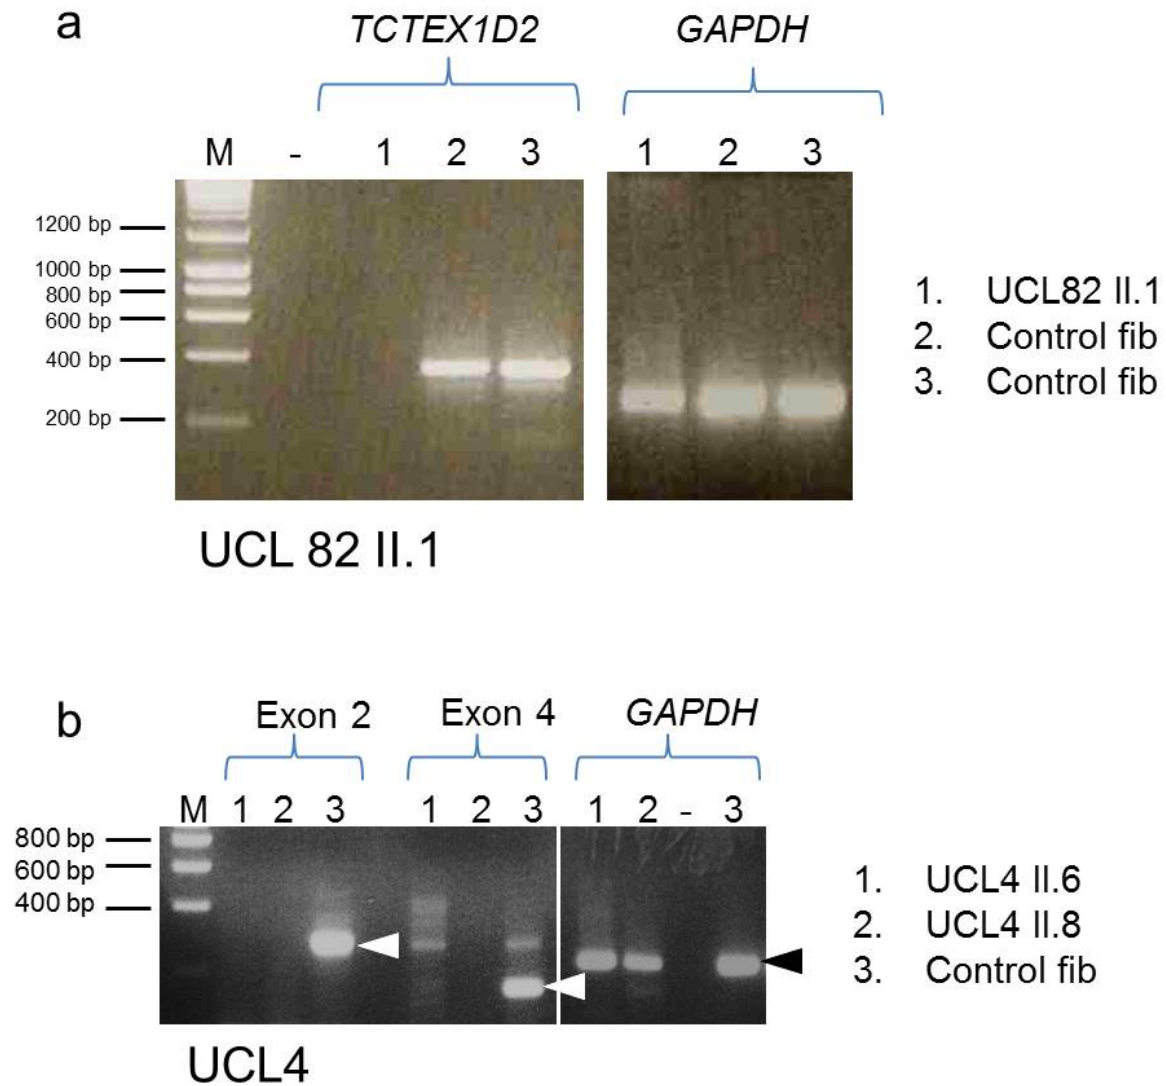 a
TCTEX1D2 GAPDH
M - 1 2 3 1 2 3
1200 bp
1000 bp
800 bp
600 bp
400 bp
200 bp
1. UCL82 II.1
2. Control fib
3. Control fib
UCL 82 II.1
b
Exon 2 Exon 4 GAPDH
M 1 2 3 1 2 3 1 2 - 3
800 bp
600 bp
400 bp
1. UCL4 II.6
2. UCL4 II.8
3. Control fib
UCL4